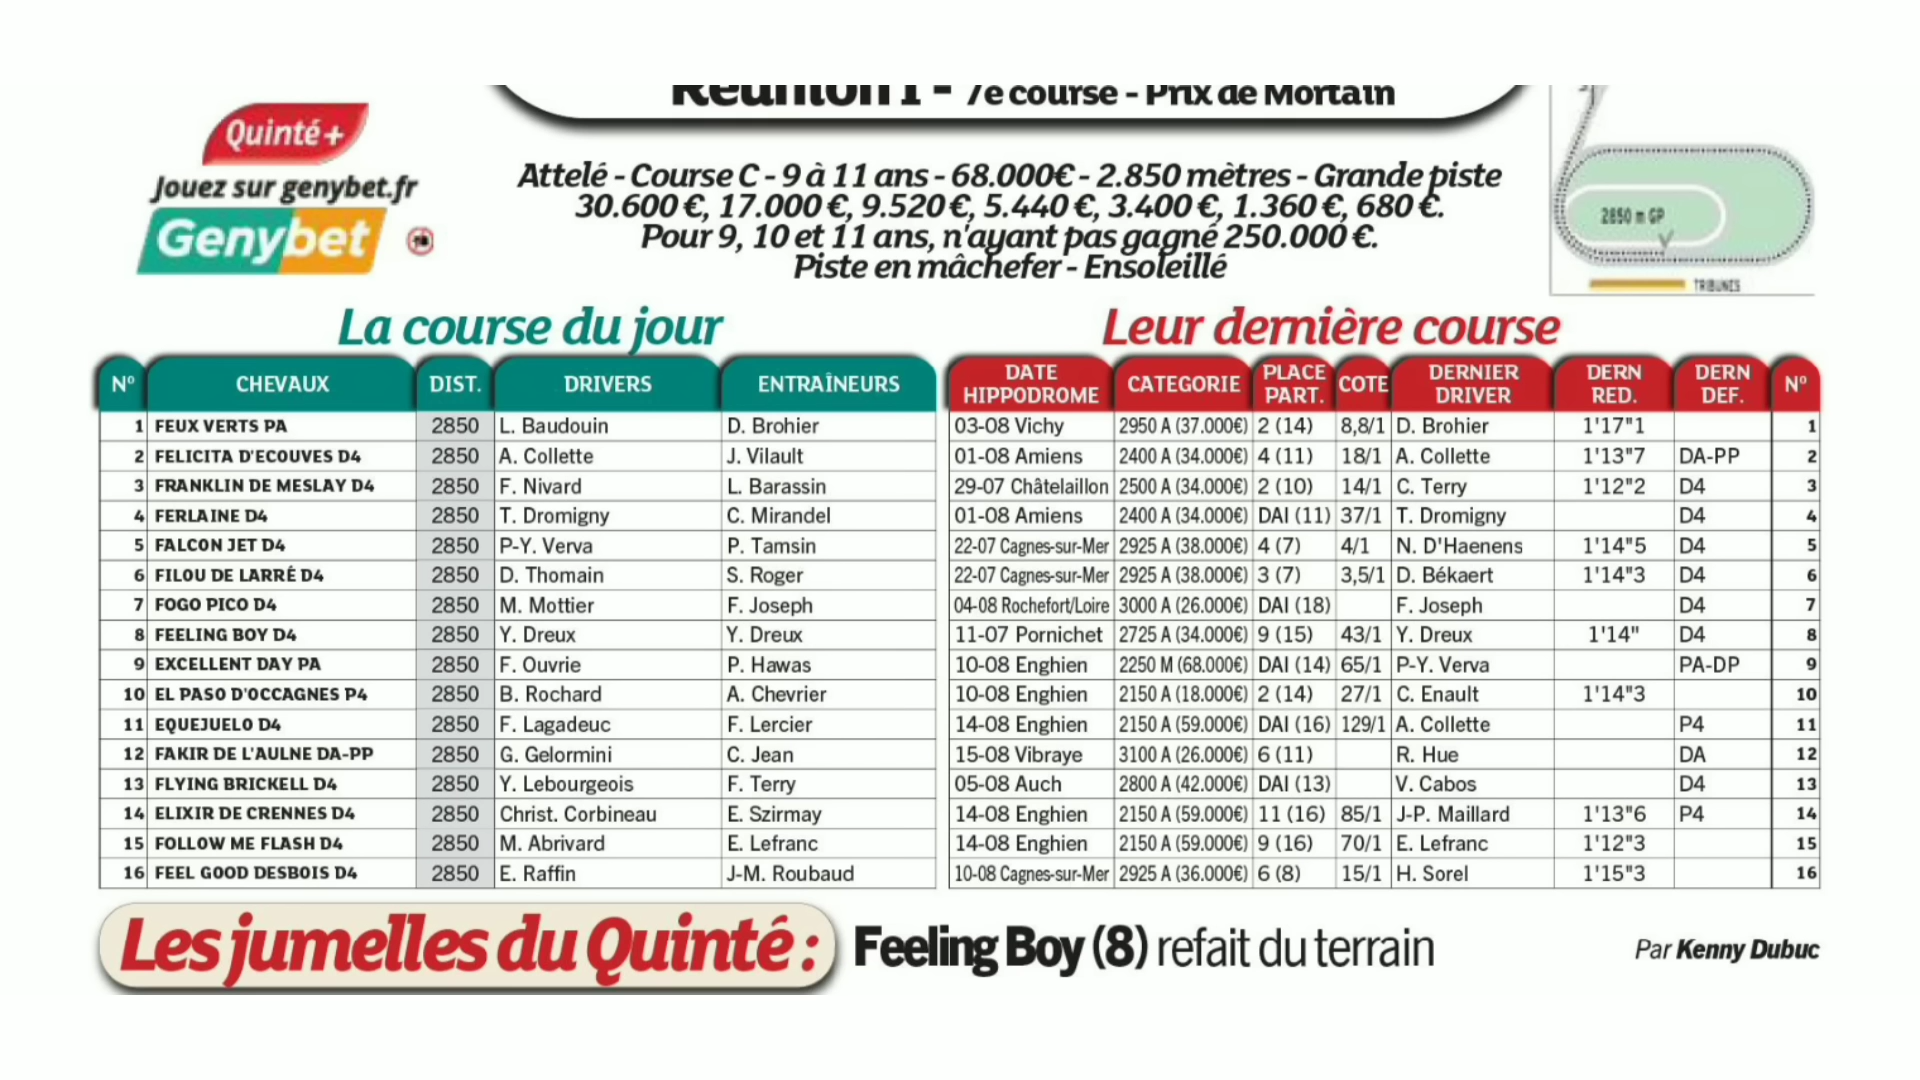 Réunion I - 7e course - Prix de Mortain
Quinté+
Jouez sur genybet.fr
Genybet
Attelé - Course C - 9 à 11 ans - 68.000€ - 2.850 mètres - Grande piste
30.600 €, 17.000 €, 9.520 €, 5.440 €, 3.400 €, 1.360 €, 680 €.
Pour 9, 10 et 11 ans, n'ayant pas gagné 250.000 €.
Piste en mâchefer - Ensoleillé
2850 m GP
TRIBUNES
La course du jour
Leur dernière course
N° CHEVAUX DIST. DRIVERS ENTRAÎNEURS DATE HIPPODROME CATEGORIE PLACE PART. COTE DERNIER DRIVER DERN RED. DERN DEF. N°
1 FEUX VERTS PA 2850 L. Baudouin D. Brohier 03-08 Vichy 2950 A (37.000€) 2 (14) 8,8/1 D. Brohier 1'17"1 1
2 FELICITA D'ECOUVES D4 2850 A. Collette J. Vilault 01-08 Amiens 2400 A (34.000€) 4 (11) 18/1 A. Collette 1'13"7 DA-PP 2
3 FRANKLIN DE MESLAY D4 2850 F. Nivard L. Barassin 29-07 Châtelaillon 2500 A (34.000€) 2 (10) 14/1 C. Terry 1'12"2 D4 3
4 FERLAINE D4 2850 T. Dromigny C. Mirandel 01-08 Amiens 2400 A (34.000€) DAI (11) 37/1 T. Dromigny D4 4
5 FALCON JET D4 2850 P-Y. Verva P. Tamsin 22-07 Cagnes-sur-Mer 2925 A (38.000€) 4 (7) 4/1 N. D'Haenens 1'14"5 D4 5
6 FILOU DE LARRÉ D4 2850 D. Thomain S. Roger 22-07 Cagnes-sur-Mer 2925 A (38.000€) 3 (7) 3,5/1 D. Békaert 1'14"3 D4 6
7 FOGO PICO D4 2850 M. Mottier F. Joseph 04-08 Rochefort/Loire 3000 A (26.000€) DAI (18) F. Joseph D4 7
8 FEELING BOY D4 2850 Y. Dreux Y. Dreux 11-07 Pornichet 2725 A (34.000€) 9 (15) 43/1 Y. Dreux 1'14" D4 8
9 EXCELLENT DAY PA 2850 F. Ouvrie P. Hawas 10-08 Enghien 2250 M (68.000€) DAI (14) 65/1 P-Y. Verva PA-DP 9
10 EL PASO D'OCCAGNES P4 2850 B. Rochard A. Chevrier 10-08 Enghien 2150 A (18.000€) 2 (14) 27/1 C. Enault 1'14"3 10
11 EQUEJUELO D4 2850 F. Lagadeuc F. Lercier 14-08 Enghien 2150 A (59.000€) DAI (16) 129/1 A. Collette P4 11
12 FAKIR DE L'AULNE DA-PP 2850 G. Gelormini C. Jean 15-08 Vibraye 3100 A (26.000€) 6 (11) R. Hue DA 12
13 FLYING BRICKELL D4 2850 Y. Lebourgeois F. Terry 05-08 Auch 2800 A (42.000€) DAI (13) V. Cabos D4 13
14 ELIXIR DE CRENNES D4 2850 Christ. Corbineau E. Szirmay 14-08 Enghien 2150 A (59.000€) 11 (16) 85/1 J-P. Maillard 1'13"6 P4 14
15 FOLLOW ME FLASH D4 2850 M. Abrivard E. Lefranc 14-08 Enghien 2150 A (59.000€) 9 (16) 70/1 E. Lefranc 1'12"3 15
16 FEEL GOOD DESBOIS D4 2850 E. Raffin J-M. Roubaud 10-08 Cagnes-sur-Mer 2925 A (36.000€) 6 (8) 15/1 H. Sorel 1'15"3 16
Les jumelles du Quinté : Feeling Boy (8) refait du terrain
Par Kenny Dubuc